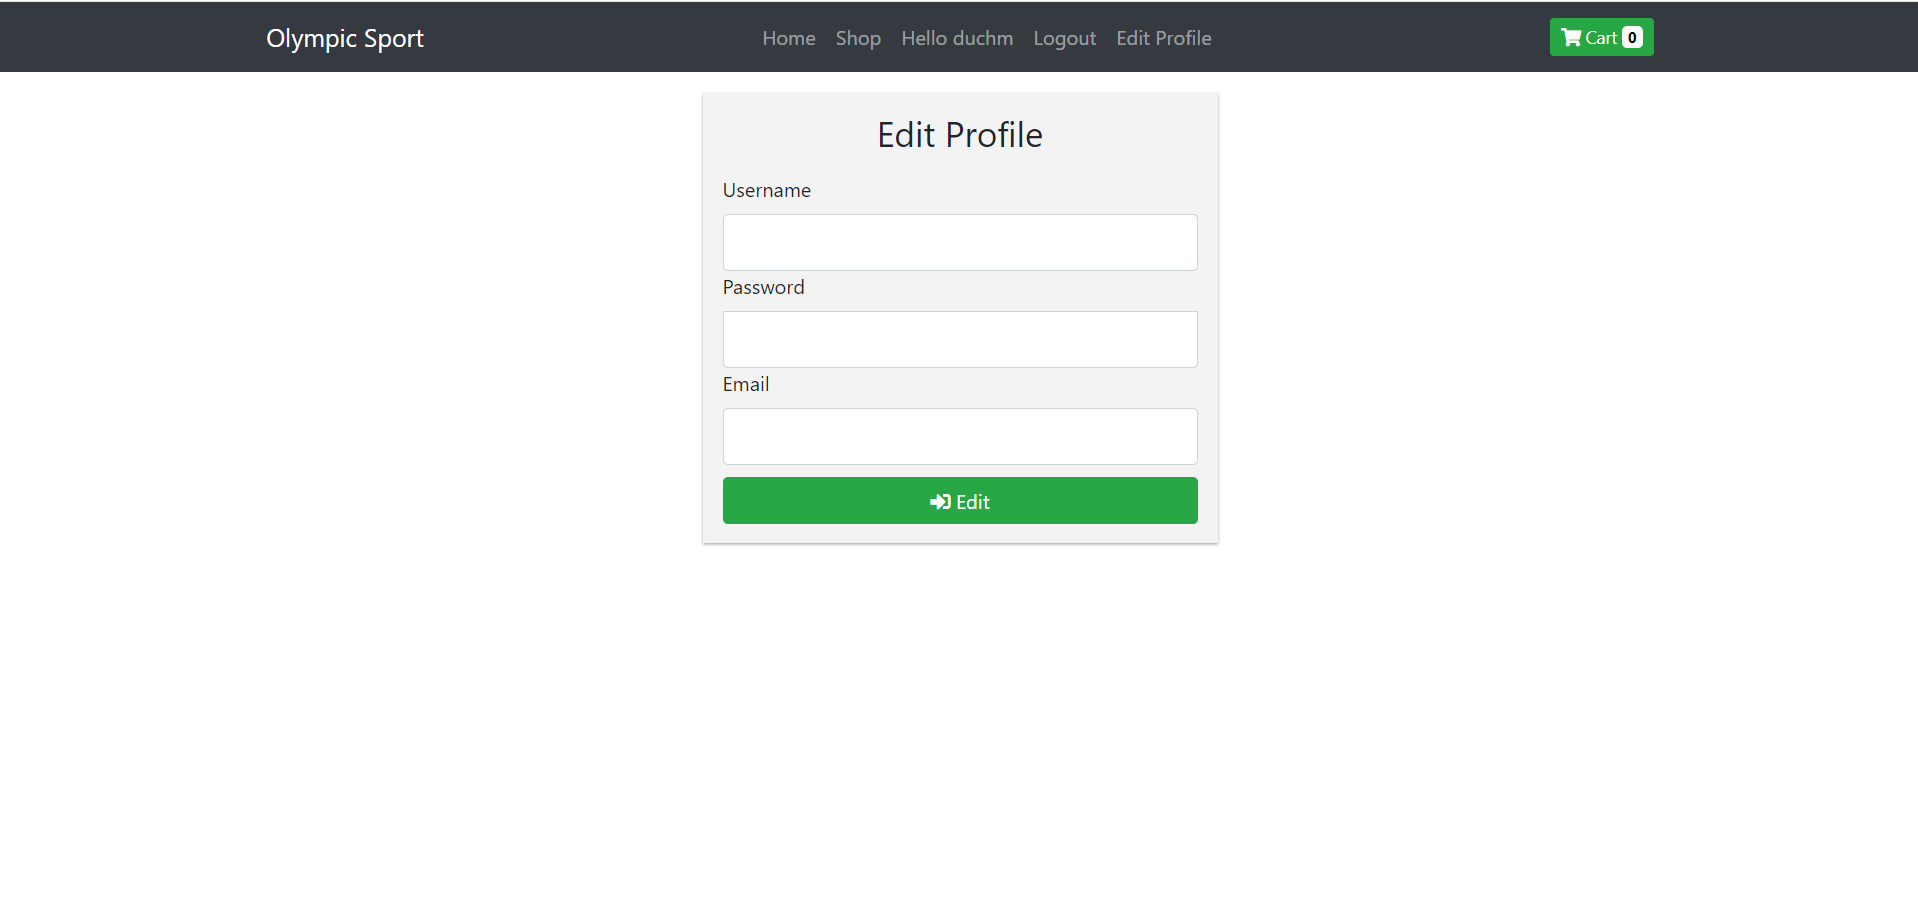 Olympic Sport Home Shop Hello duchm Logout Edit Profile Cart 0
Edit Profile
Username
Password
Email
Edit